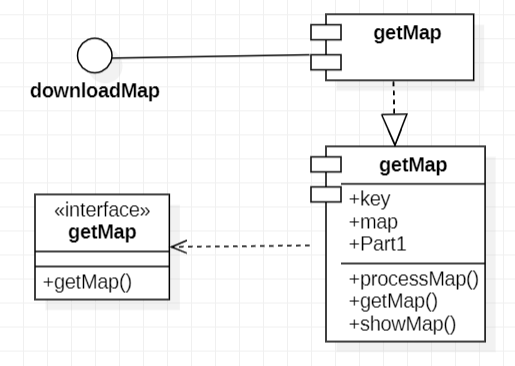 getMap
downloadMap
getMap
+key
+map
+Part1
+processMap()
+getMap()
+showMap()
«interface»
getMap
+getMap()